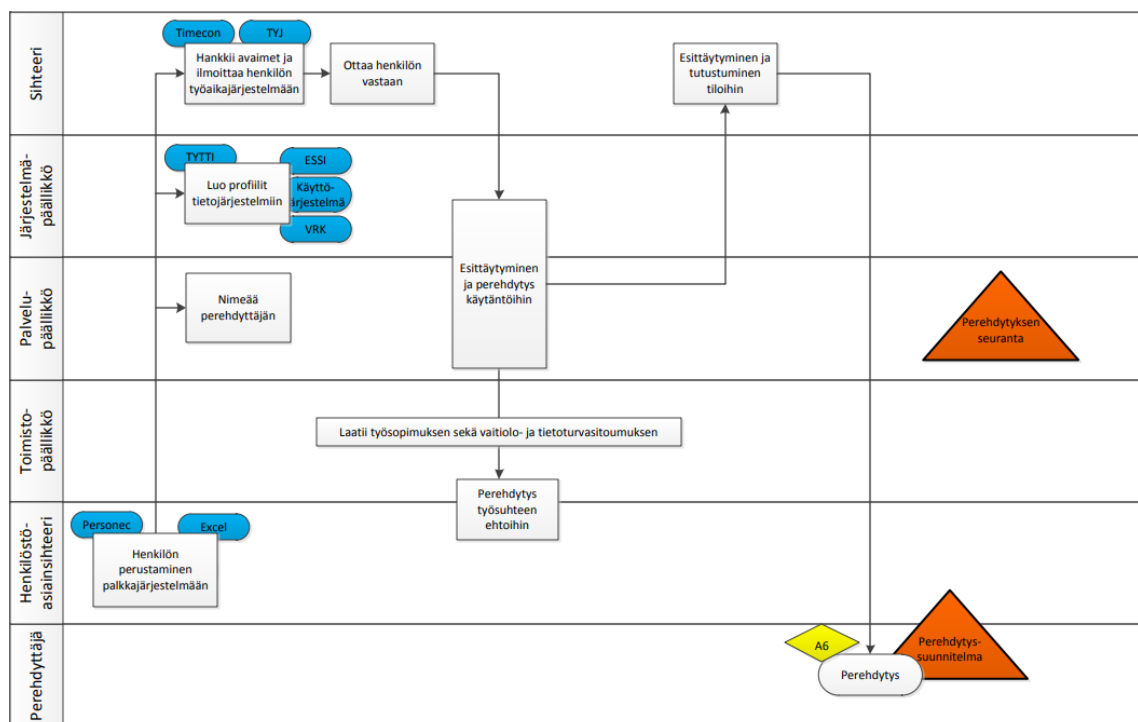 Sihteeri
Timecon
TYJ
Hankkii avaimet ja
ilmoittaa henkilön
työaikajärjestelmään
Ottaa henkilön
vastaan
Esittäytyminen ja
tutustuminen
tiloihin
Järjestelmä-
päällikkö
TYTTI
Luo profiilit
tietojärjestelmiin
ESSI
Käyttö-
järjestelmä
VRK
Palvelu-
päällikkö
Nimeää
perehdyttäjän
Esittäytyminen
ja perehdytys
käytäntöihin
Perehdytyksen
seuranta
Toimisto-
päällikkö
Laatii työsopimuksen sekä vaitiolo- ja tietoturvasitoumuksen
Perehdytys
työsuhteen
ehtoihin
Henkilöstö-
asiainsihteeri
Personec
Excel
Henkilön
perustaminen
palkkajärjestelmään
Perehdyttäjä
A6
Perehdytys
Perehdytys-
suunnitelma